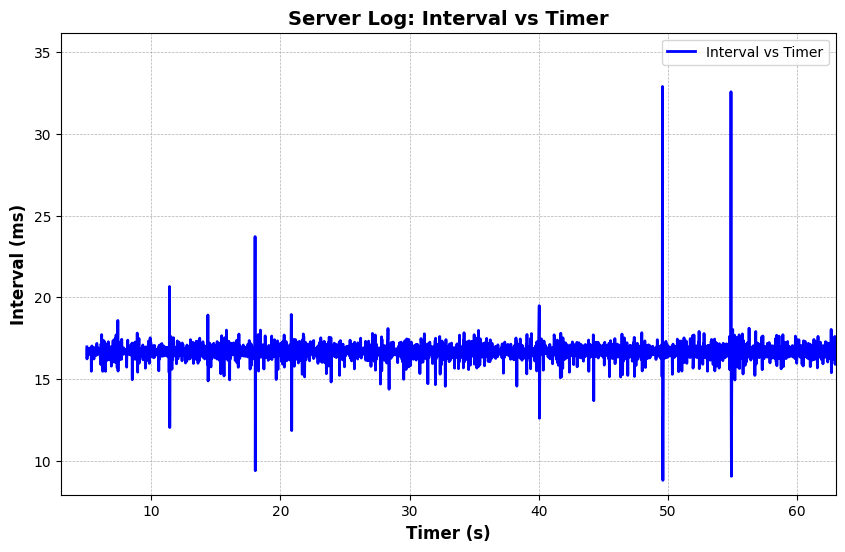 Server Log: Interval vs Timer
Interval vs Timer
35
30
25
20
15
10
Interval (ms)
10 20 30 40 50 60
Timer (s)